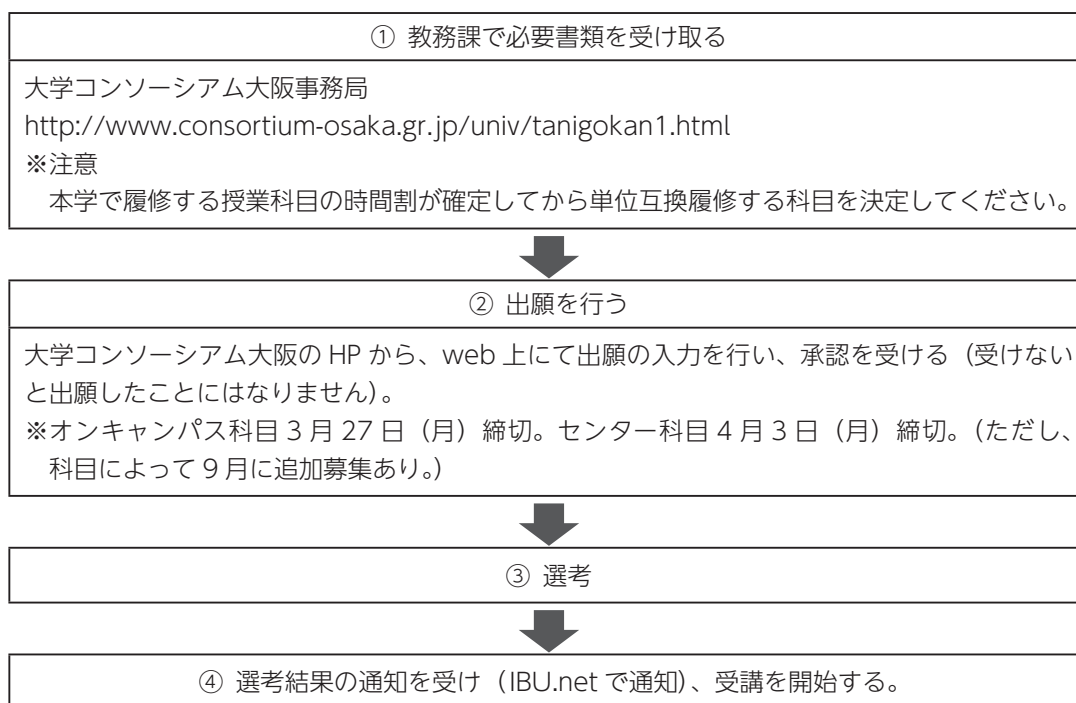 ① 教務課で必要書類を受け取る
大学コンソーシアム大阪事務局
http://www.consortium-osaka.gr.jp/univ/tanigokan1.html
※注意
本学で履修する授業科目の時間割が確定してから単位互換履修する科目を決定してください。
② 出願を行う
大学コンソーシアム大阪の HP から、web 上にて出願の入力を行い、承認を受ける（受けない
と出願したことにはなりません）。
※オンキャンパス科目 3 月 27 日（月）締切。センター科目 4 月 3 日（月）締切。（ただし、
科目によって 9 月に追加募集あり。）
③ 選考
④ 選考結果の通知を受け（IBU.net で通知）、受講を開始する。